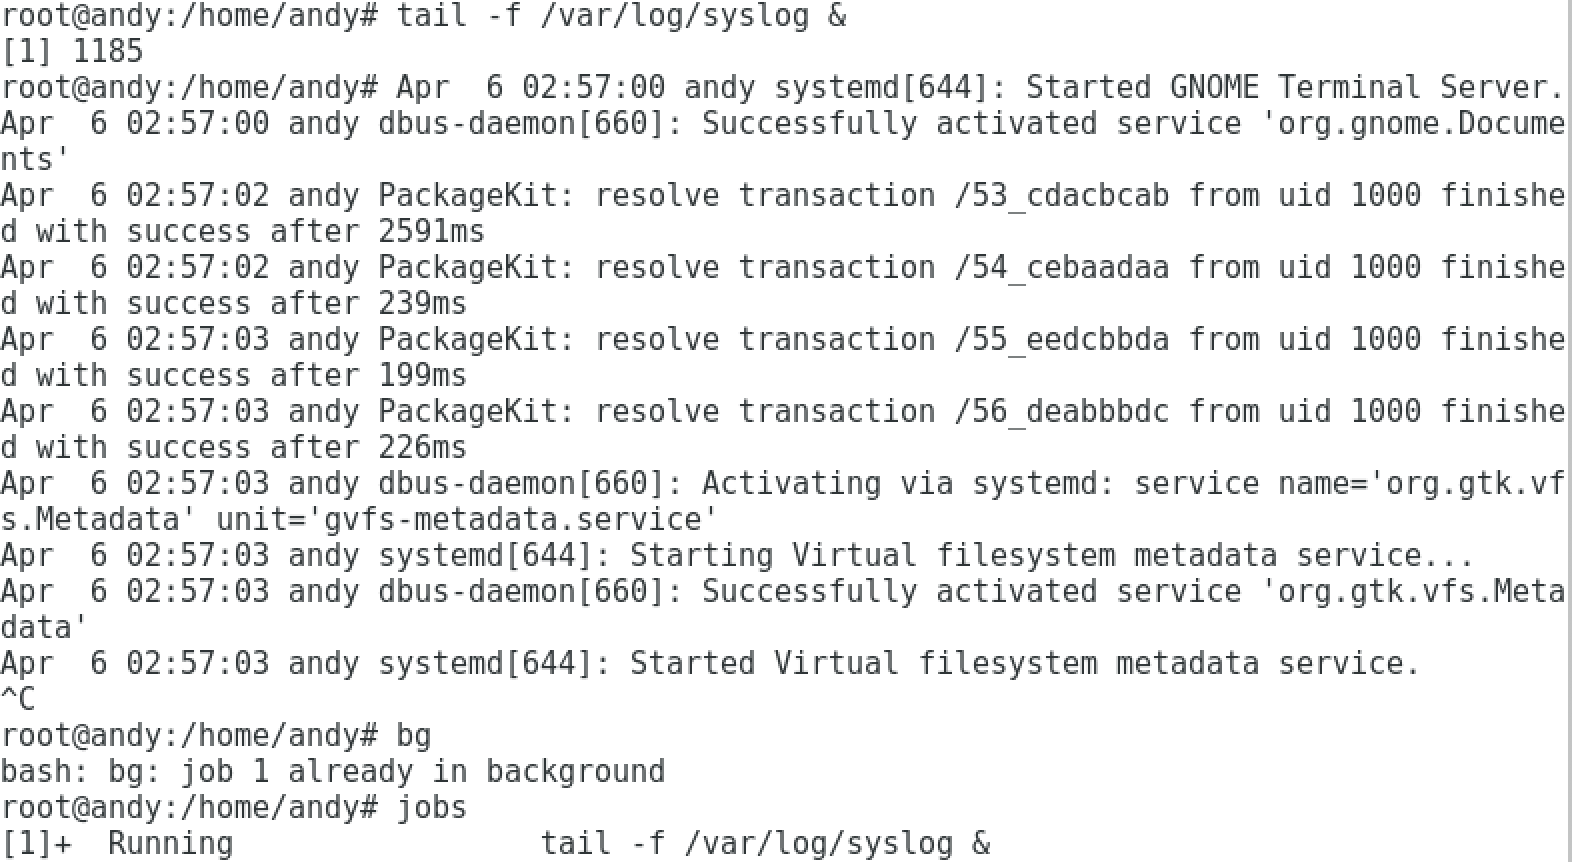 root@andy:/home/andy# tail -f /var/log/syslog &
[1] 1185
root@andy:/home/andy# Apr  6 02:57:00 andy systemd[644]: Started GNOME Terminal Server.
Apr  6 02:57:00 andy dbus-daemon[660]: Successfully activated service 'org.gnome.Docume
nts'
Apr  6 02:57:02 andy PackageKit: resolve transaction /53_cdacbcab from uid 1000 finishe
d with success after 2591ms
Apr  6 02:57:02 andy PackageKit: resolve transaction /54_cebaadaa from uid 1000 finishe
d with success after 239ms
Apr  6 02:57:03 andy PackageKit: resolve transaction /55_eedcbbda from uid 1000 finishe
d with success after 199ms
Apr  6 02:57:03 andy PackageKit: resolve transaction /56_deabbbdc from uid 1000 finishe
d with success after 226ms
Apr  6 02:57:03 andy dbus-daemon[660]: Activating via systemd: service name='org.gtk.vf
s.Metadata' unit='gvfs-metadata.service'
Apr  6 02:57:03 andy systemd[644]: Starting Virtual filesystem metadata service...
Apr  6 02:57:03 andy dbus-daemon[660]: Successfully activated service 'org.gtk.vfs.Meta
data'
Apr  6 02:57:03 andy systemd[644]: Started Virtual filesystem metadata service.
^C
root@andy:/home/andy# bg
bash: bg: job 1 already in background
root@andy:/home/andy# jobs
[1]+  Running                 tail -f /var/log/syslog &